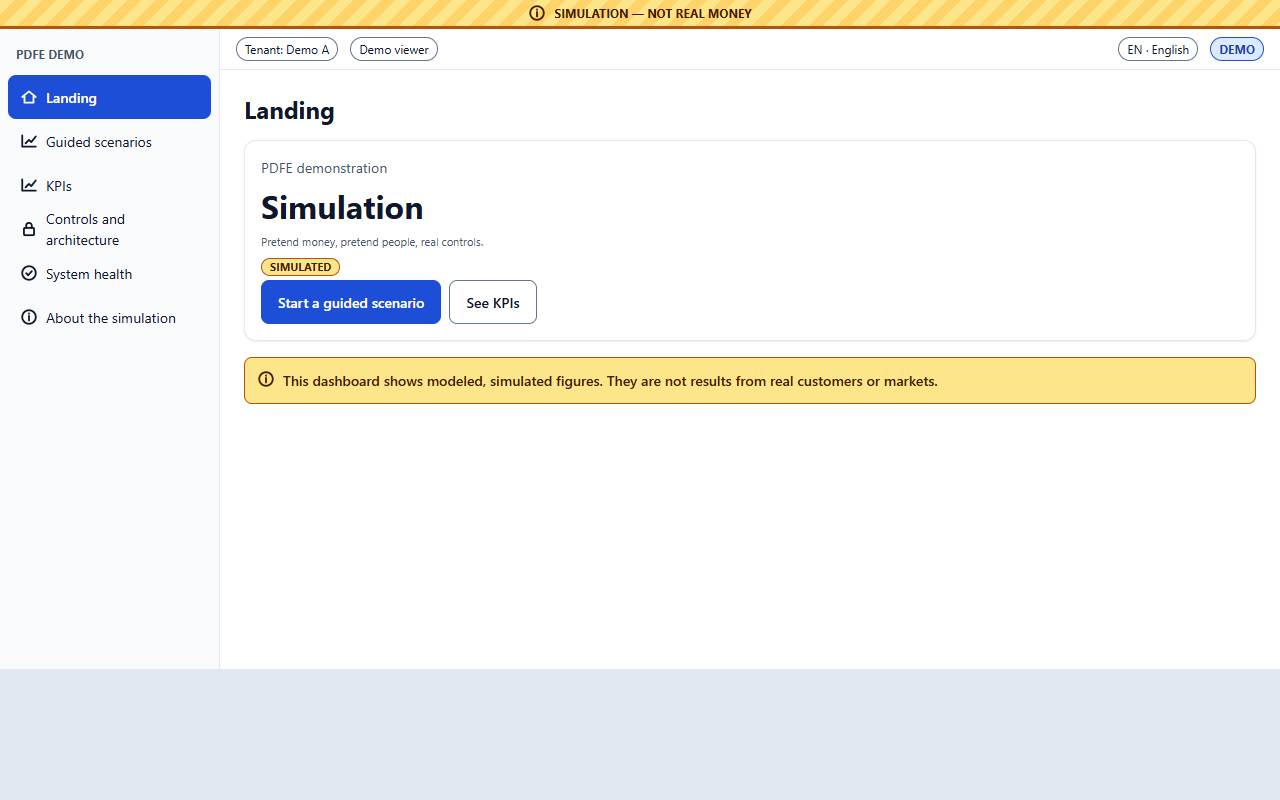 SIMULATION — NOT REAL MONEY
PDFE DEMO
Landing
Guided scenarios
KPIs
Controls and
architecture
System health
About the simulation
Tenant: Demo A
Demo viewer
EN · English
DEMO
Landing
PDFE demonstration
Simulation
Pretend money, pretend people, real controls.
SIMULATED
Start a guided scenario
See KPIs
This dashboard shows modeled, simulated figures. They are not results from real customers or markets.